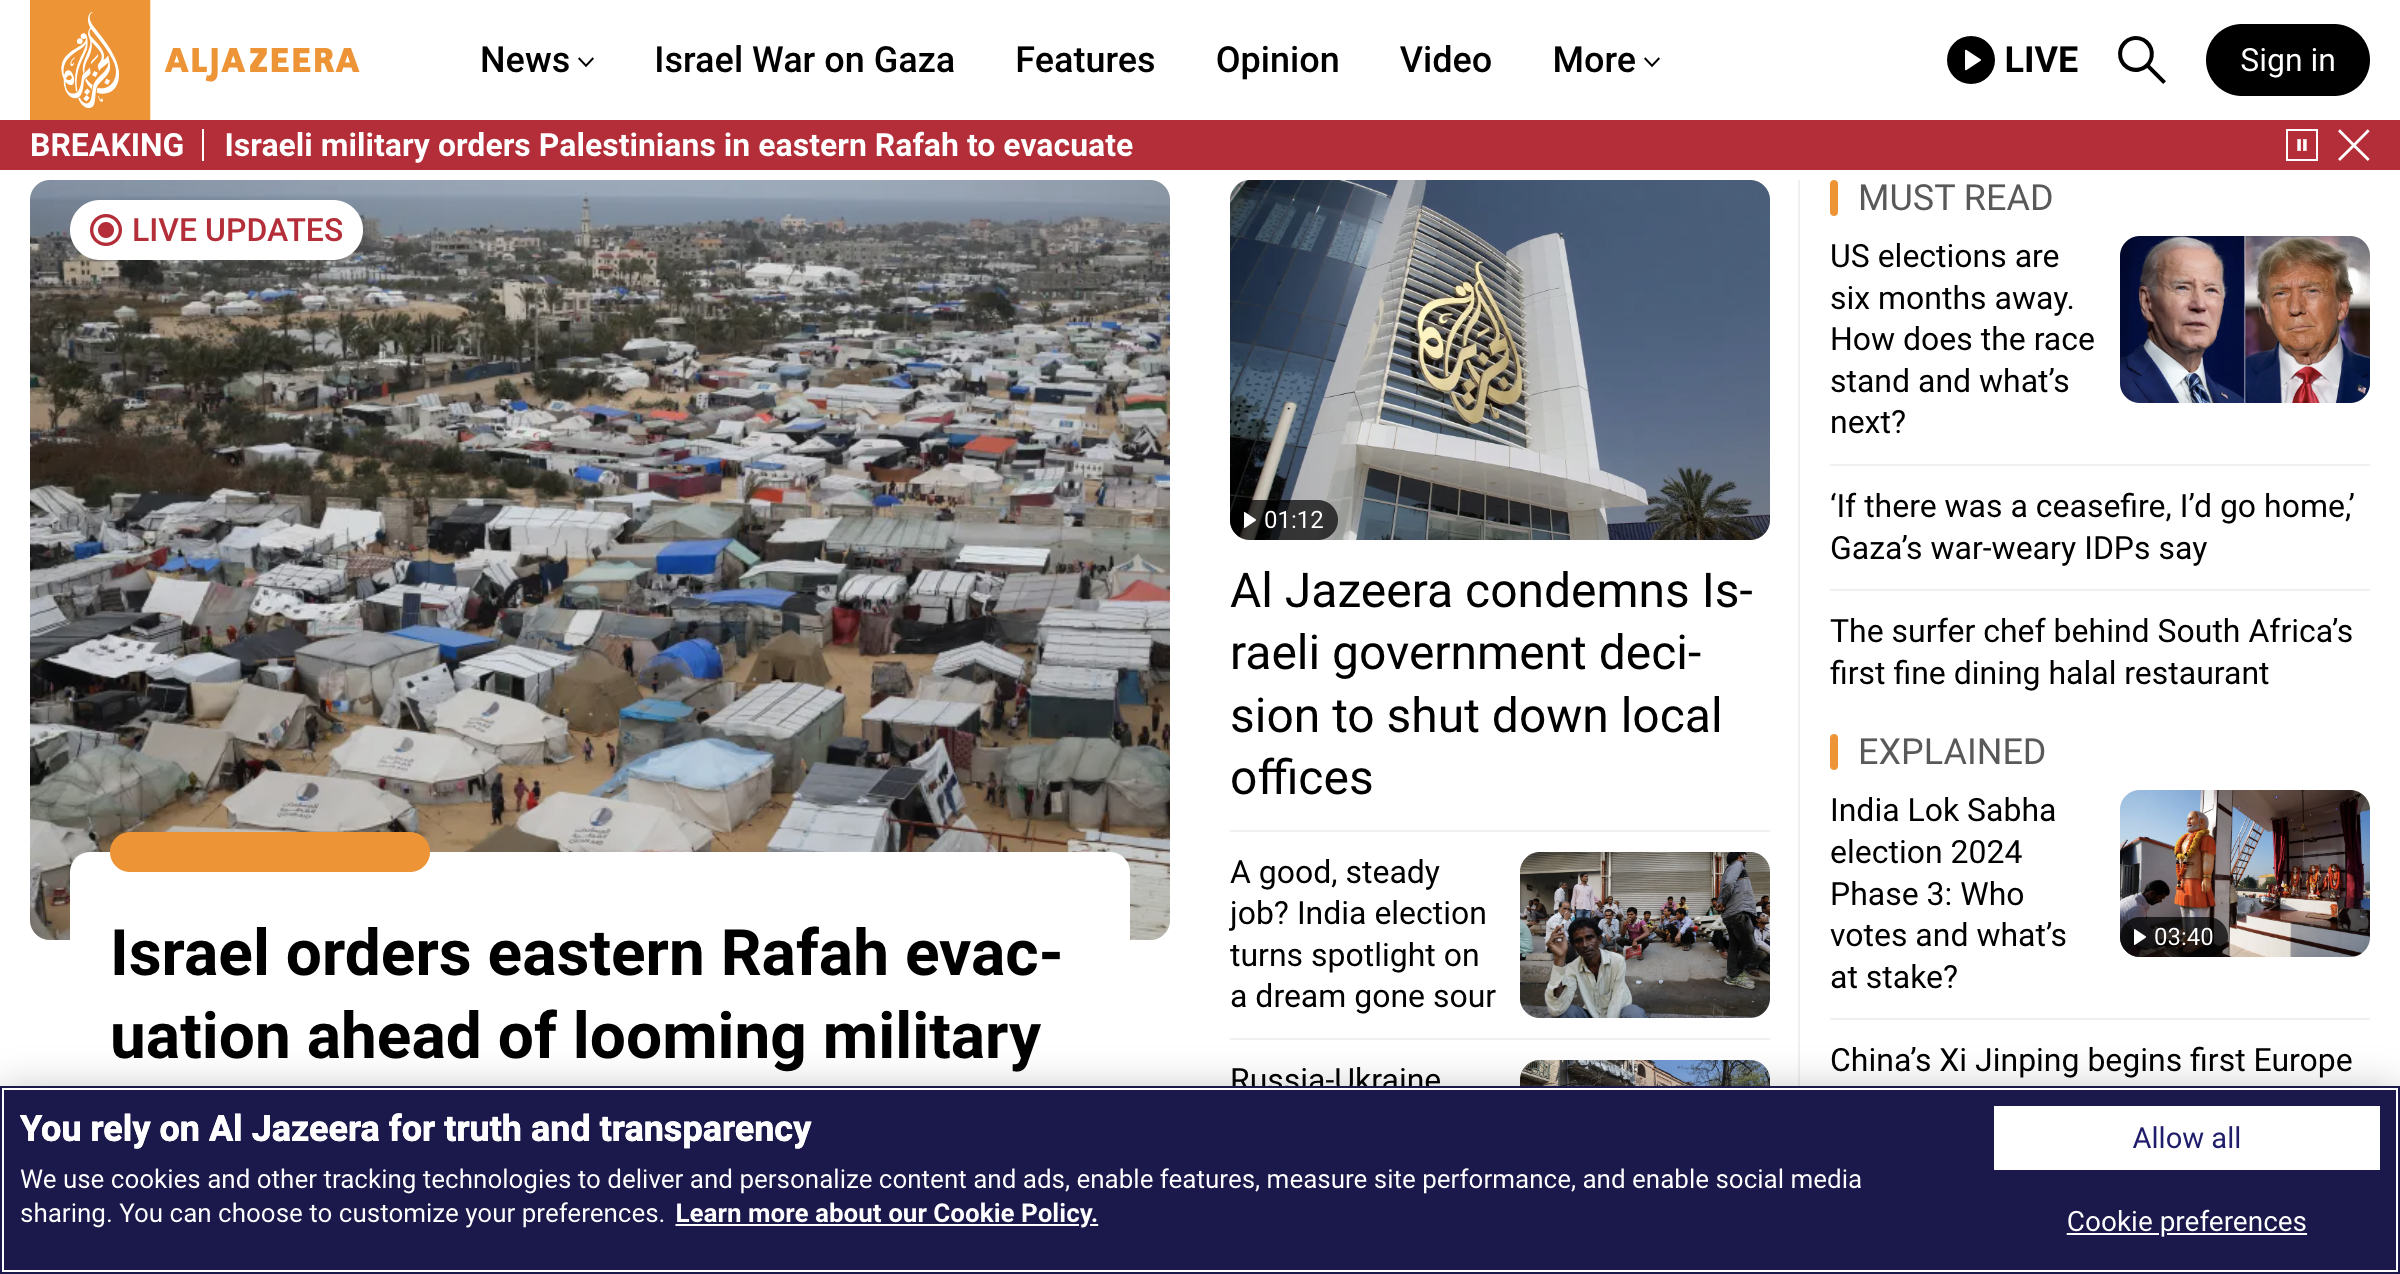 ALJAZEERA
News
Israel War on Gaza
Features
Opinion
Video
More
LIVE
Sign in
BREAKING
Israeli military orders Palestinians in eastern Rafah to evacuate
LIVE UPDATES
Israel orders eastern Rafah evac-
uation ahead of looming military
01:12
Al Jazeera condemns Is-
raeli government deci-
sion to shut down local
offices
A good, steady
job? India election
turns spotlight on
a dream gone sour
Russia-Ukraine
MUST READ
US elections are
six months away.
How does the race
stand and what’s
next?
‘If there was a ceasefire, I’d go home,’
Gaza’s war-weary IDPs say
The surfer chef behind South Africa’s
first fine dining halal restaurant
EXPLAINED
India Lok Sabha
election 2024
Phase 3: Who
votes and what’s
at stake?
03:40
China’s Xi Jinping begins first Europe
You rely on Al Jazeera for truth and transparency
We use cookies and other tracking technologies to deliver and personalize content and ads, enable features, measure site performance, and enable social media
sharing. You can choose to customize your preferences. Learn more about our Cookie Policy.
Allow all
Cookie preferences